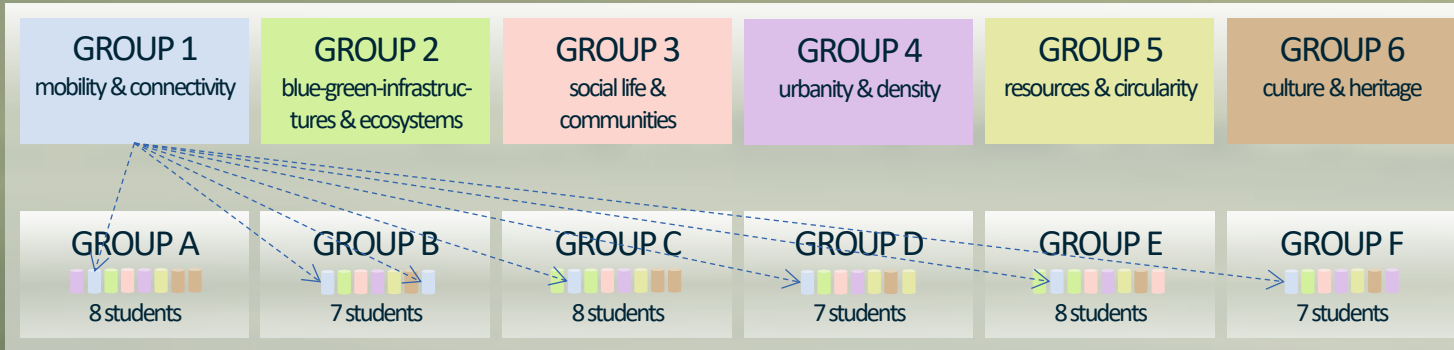 GROUP 1
mobility & connectivity
GROUP 2
blue-green-infrastruc-
tures & ecosystems
GROUP 3
social life &
communities
GROUP 4
urbanity & density
GROUP 5
resources & circularity
GROUP 6
culture & heritage
GROUP A
8 students
GROUP B
7 students
GROUP C
8 students
GROUP D
7 students
GROUP E
8 students
GROUP F
7 students